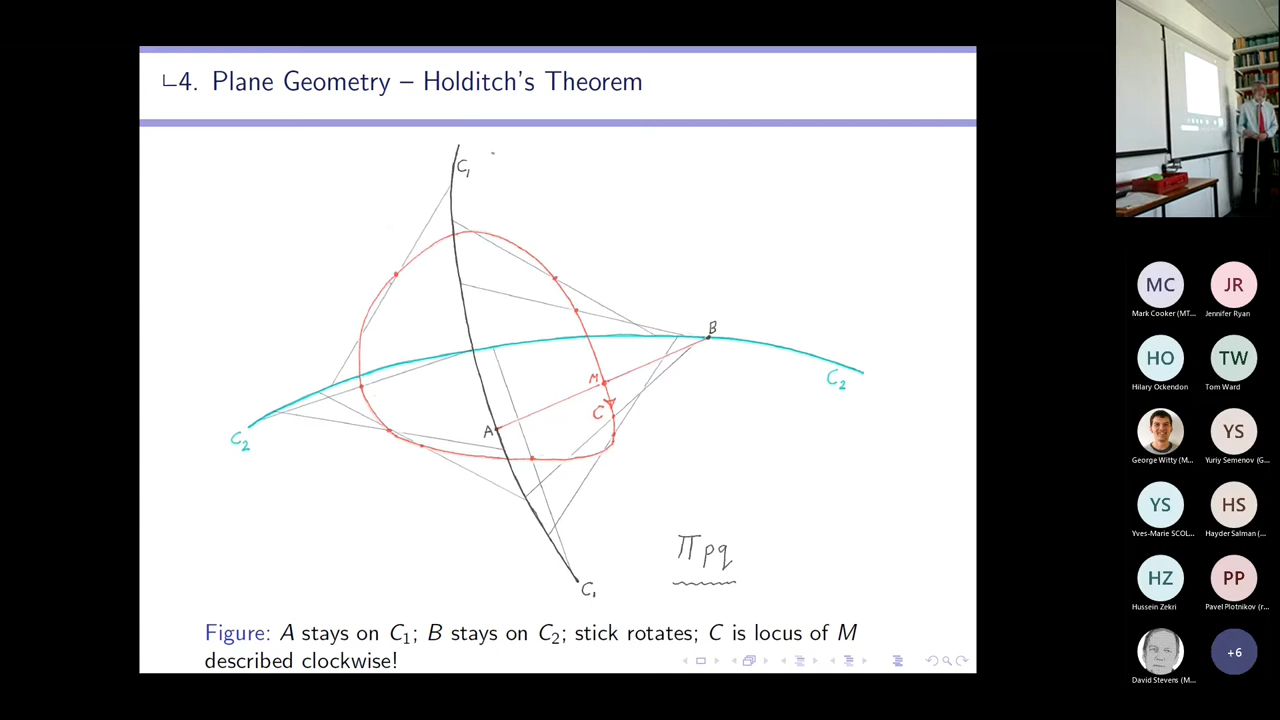 4. Plane Geometry – Holditch's Theorem
C₁
B
M
C₂
C
A
C₂
πpq
C₁
Figure: A stays on C₁; B stays on C₂; stick rotates; C is locus of M
described clockwise!
MC
JR
Mark Cooker (MT...
Jennifer Ryan
HO
TW
Hilary Ockendon
Tom Ward
YS
George Witty (M...
Yuriy Semenov (G...
YS
HS
Yves-Marie SCOL...
Hayder Salman (...
HZ
PP
Hussein Zekri
Pavel Plotnikov (r...
+6
David Stevens (M...